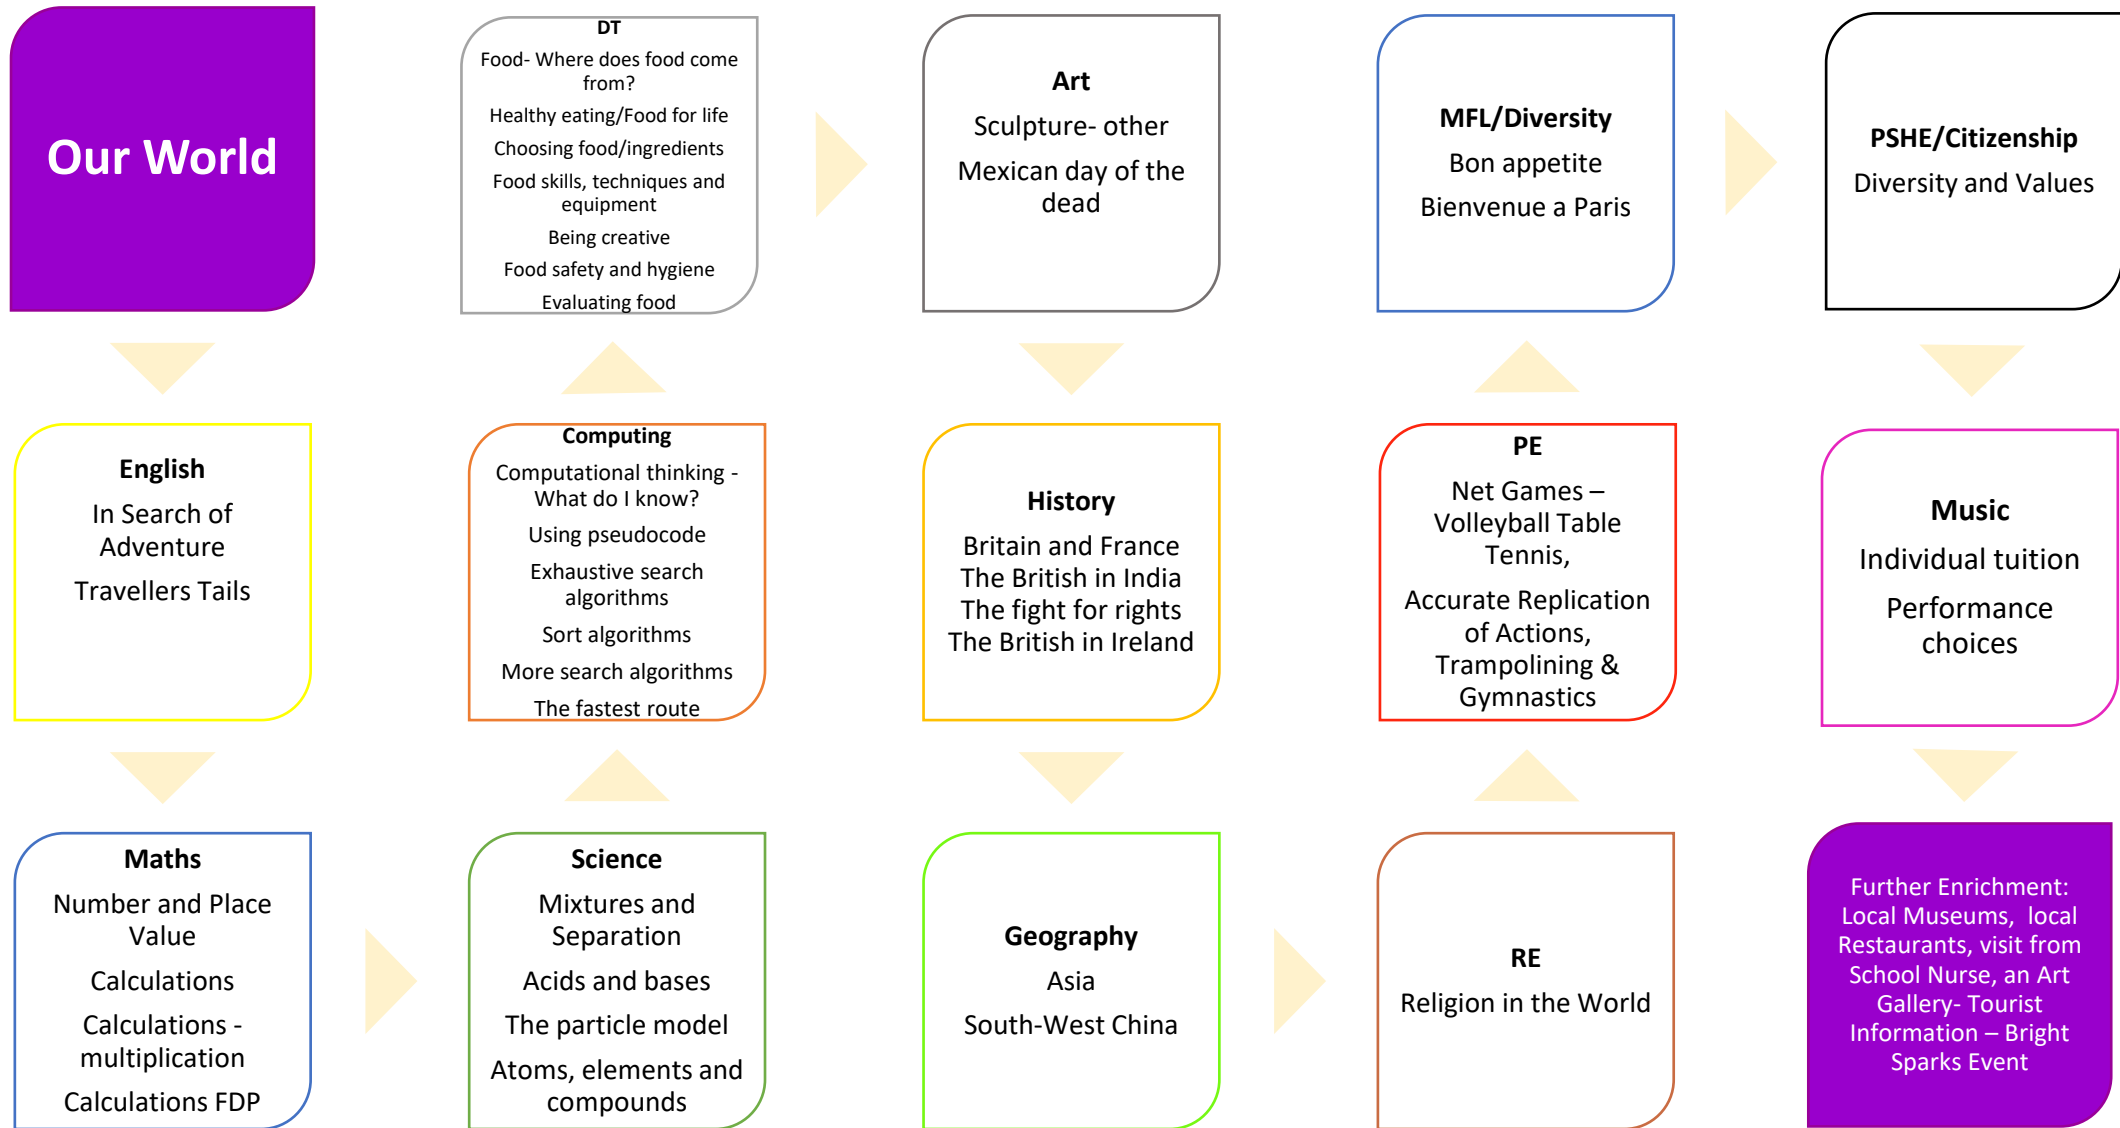 Our World
English
In Search of
Adventure
Travellers Tails
Maths
Number and Place
Value
Calculations
Calculations -
multiplication
Calculations FDP
Science
Mixtures and
Separation
Acids and bases
The particle model
Atoms, elements and
compounds
Computing
Computational thinking -
What do I know?
Using pseudocode
Exhaustive search
algorithms
Sort algorithms
More search algorithms
The fastest route
DT
Food- Where does food come
from?
Healthy eating/Food for life
Choosing food/ingredients
Food skills, techniques and
equipment
Being creative
Food safety and hygiene
Evaluating food
Art
Sculpture- other
Mexican day of the
dead
History
Britain and France
The British in India
The fight for rights
The British in Ireland
Geography
Asia
South-West China
RE
Religion in the World
PE
Net Games –
Volleyball Table
Tennis,
Accurate Replication
of Actions,
Trampolining &
Gymnastics
MFL/Diversity
Bon appetite
Bienvenue a Paris
PSHE/Citizenship
Diversity and Values
Music
Individual tuition
Performance
choices
Further Enrichment:
Local Museums, local
Restaurants, visit from
School Nurse, an Art
Gallery- Tourist
Information – Bright
Sparks Event